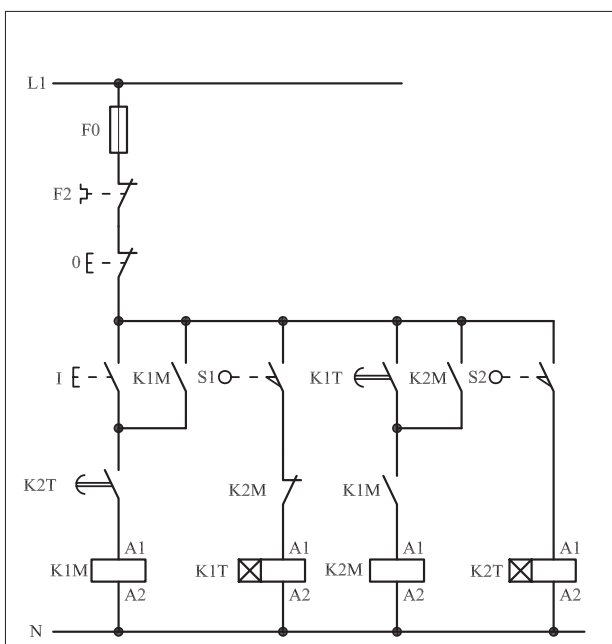 L1
F0
F2
0
I K1M S1 K1T K2M S2
K2T K2M K1M
A1 A1 A1 A1
K1M K1T K2M K2T
A2 A2 A2 A2
N